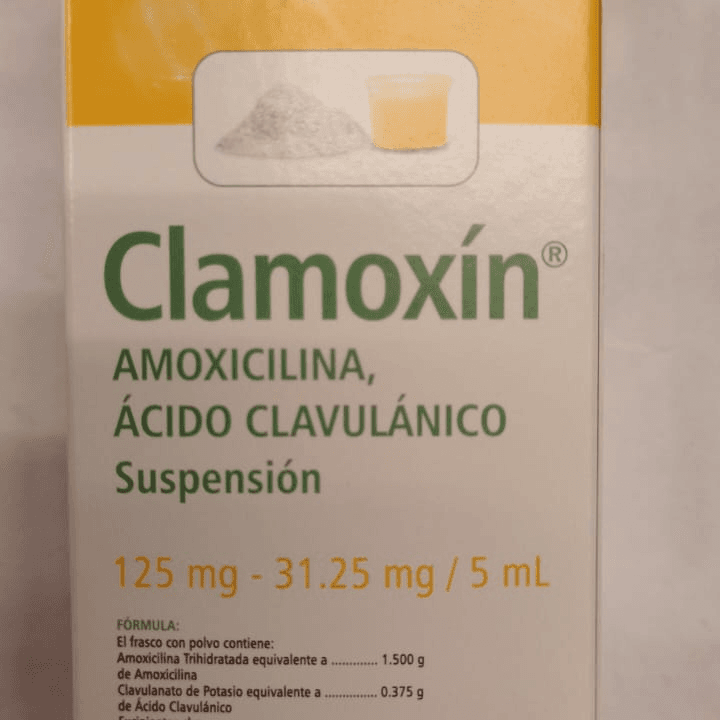 Clamoxín®
AMOXICILINA,
ÁCIDO CLAVULÁNICO
Suspensión
125 mg - 31.25 mg / 5 mL
FÓRMULA:
El frasco con polvo contiene:
Amoxicilina Trihidratada equivalente a ............ 1.500 g
de Amoxicilina
Clavulanato de Potasio equivalente a ............... 0.375 g
de Ácido Clavulánico